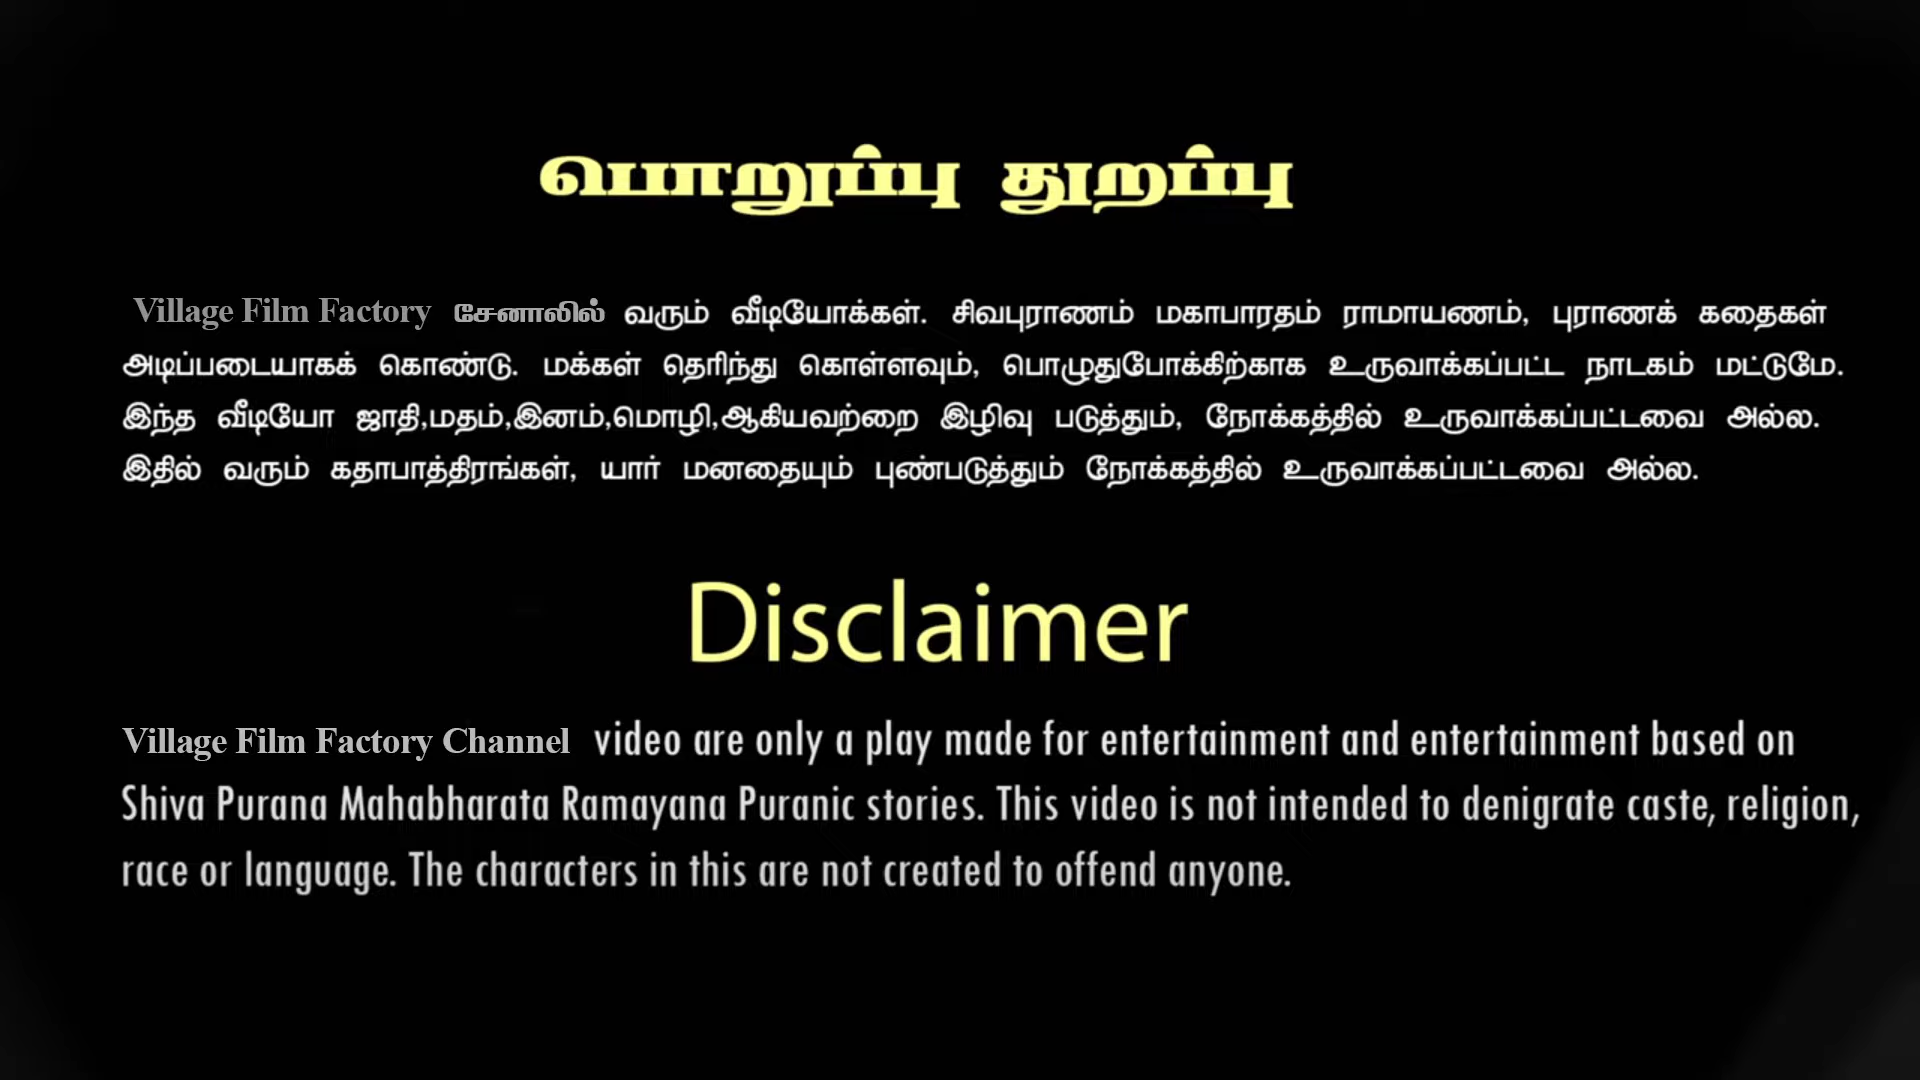 பொறுப்பு துறப்பு
Village Film Factory சேனாலில் வரும் வீடியோக்கள். சிவபுராணம் மகாபாரதம் ராமாயணம், புராணக் கதைகள்
அடிப்படையாகக் கொண்டு. மக்கள் தெரிந்து கொள்ளவும், பொழுதுபோக்கிற்காக உருவாக்கப்பட்ட நாடகம் மட்டுமே.
இந்த வீடியோ ஜாதி,மதம்,இனம்,மொழி,ஆகியவற்றை இழிவு படுத்தும், நோக்கத்தில் உருவாக்கப்பட்டவை அல்ல.
இதில் வரும் கதாபாத்திரங்கள், யார் மனதையும் புண்படுத்தும் நோக்கத்தில் உருவாக்கப்பட்டவை அல்ல.
Disclaimer
Village Film Factory Channel video are only a play made for entertainment and entertainment based on
Shiva Purana Mahabharata Ramayana Puranic stories. This video is not intended to denigrate caste, religion,
race or language. The characters in this are not created to offend anyone.